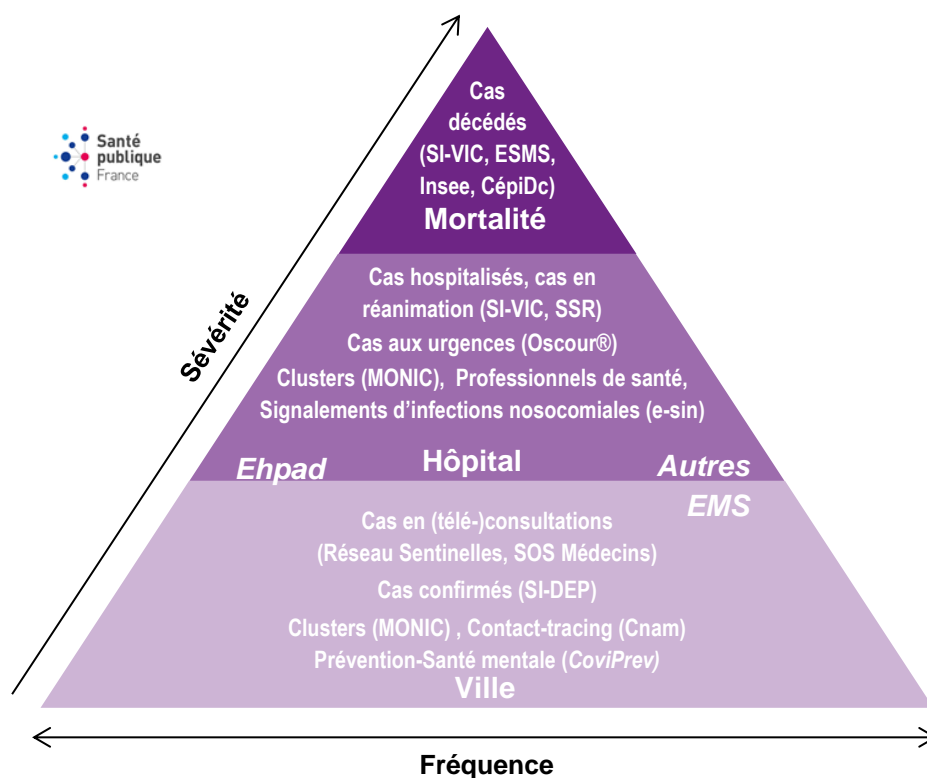 Santé
publique
France
Cas
décédés
(SI-VIC, ESMS,
Insee, CépiDc)
Mortalité
Sévérité
Cas hospitalisés, cas en
réanimation (SI-VIC, SSR)
Cas aux urgences (Oscour®)
Clusters (MONIC), Professionnels de santé,
Signalements d'infections nosocomiales (e-sin)
Ehpad Hôpital Autres
EMS
Cas en (télé-)consultations
(Réseau Sentinelles, SOS Médecins)
Cas confirmés (SI-DEP)
Clusters (MONIC) , Contact-tracing (Cnam)
Prévention-Santé mentale (CoviPrev)
Ville
Fréquence